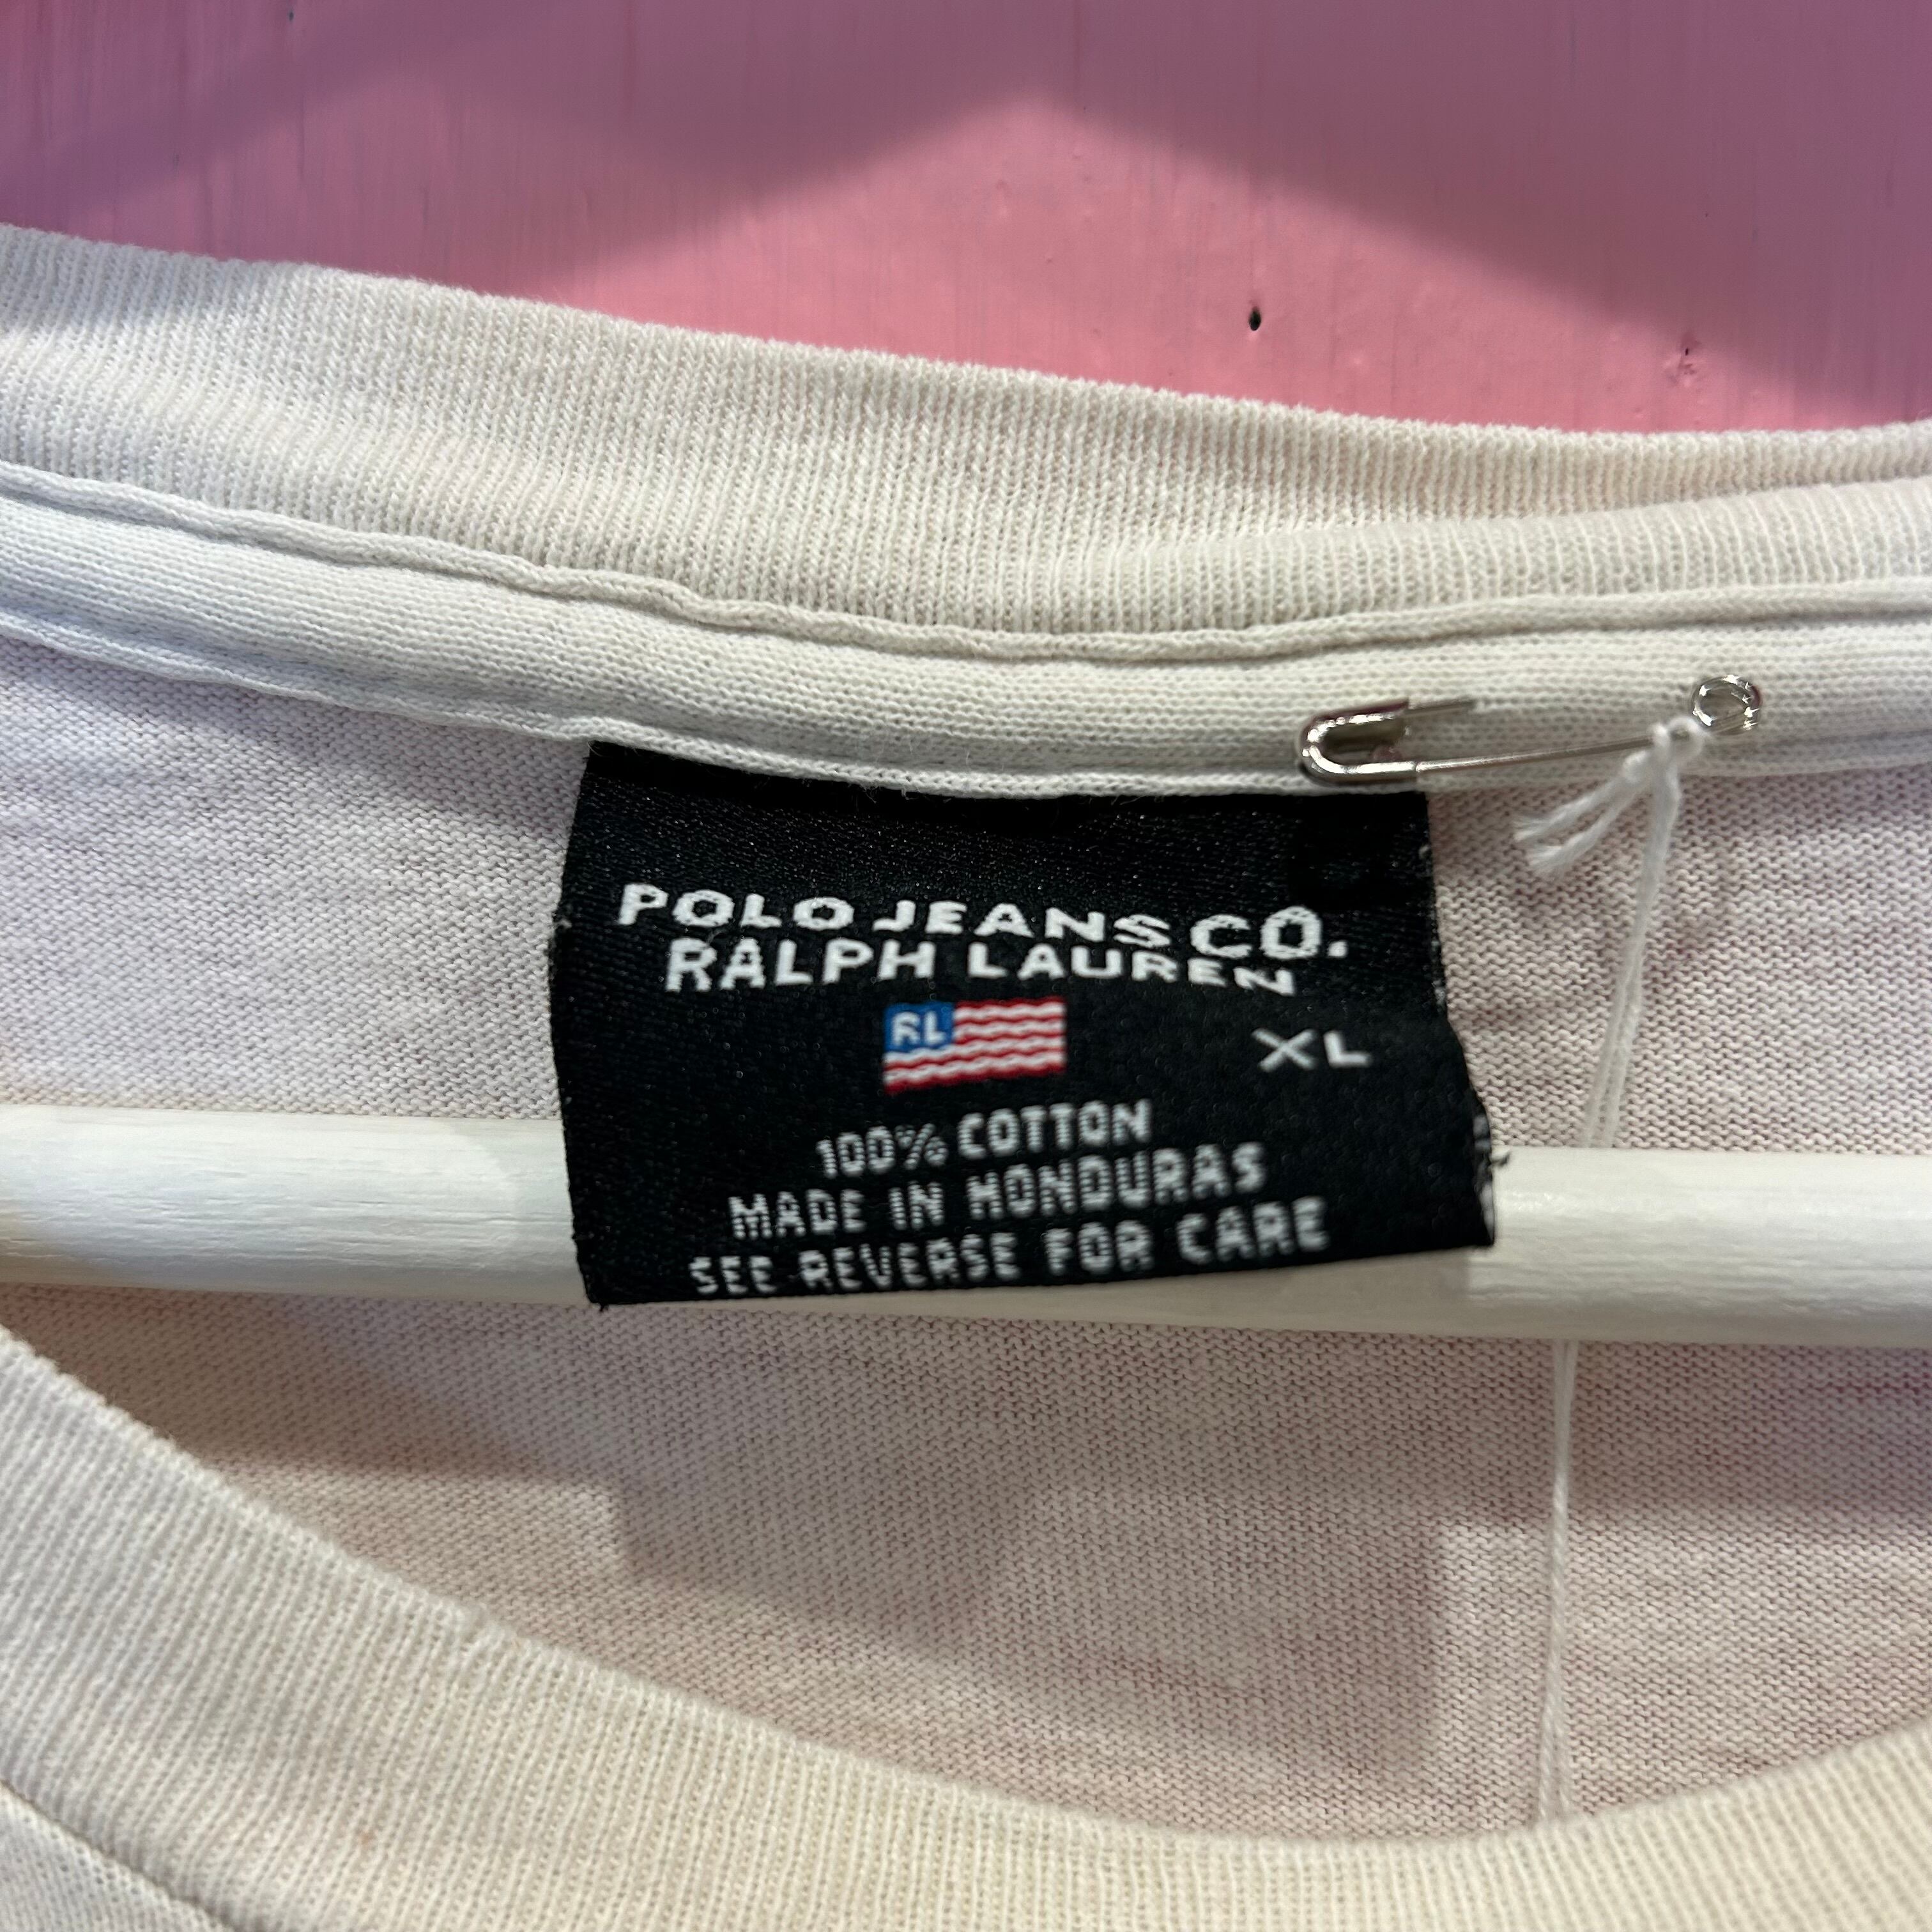 POLO JEANS CO.
RALPH LAUREN
RL
XL
100% COTTON
MADE IN HONDURAS
SEE REVERSE FOR CARE